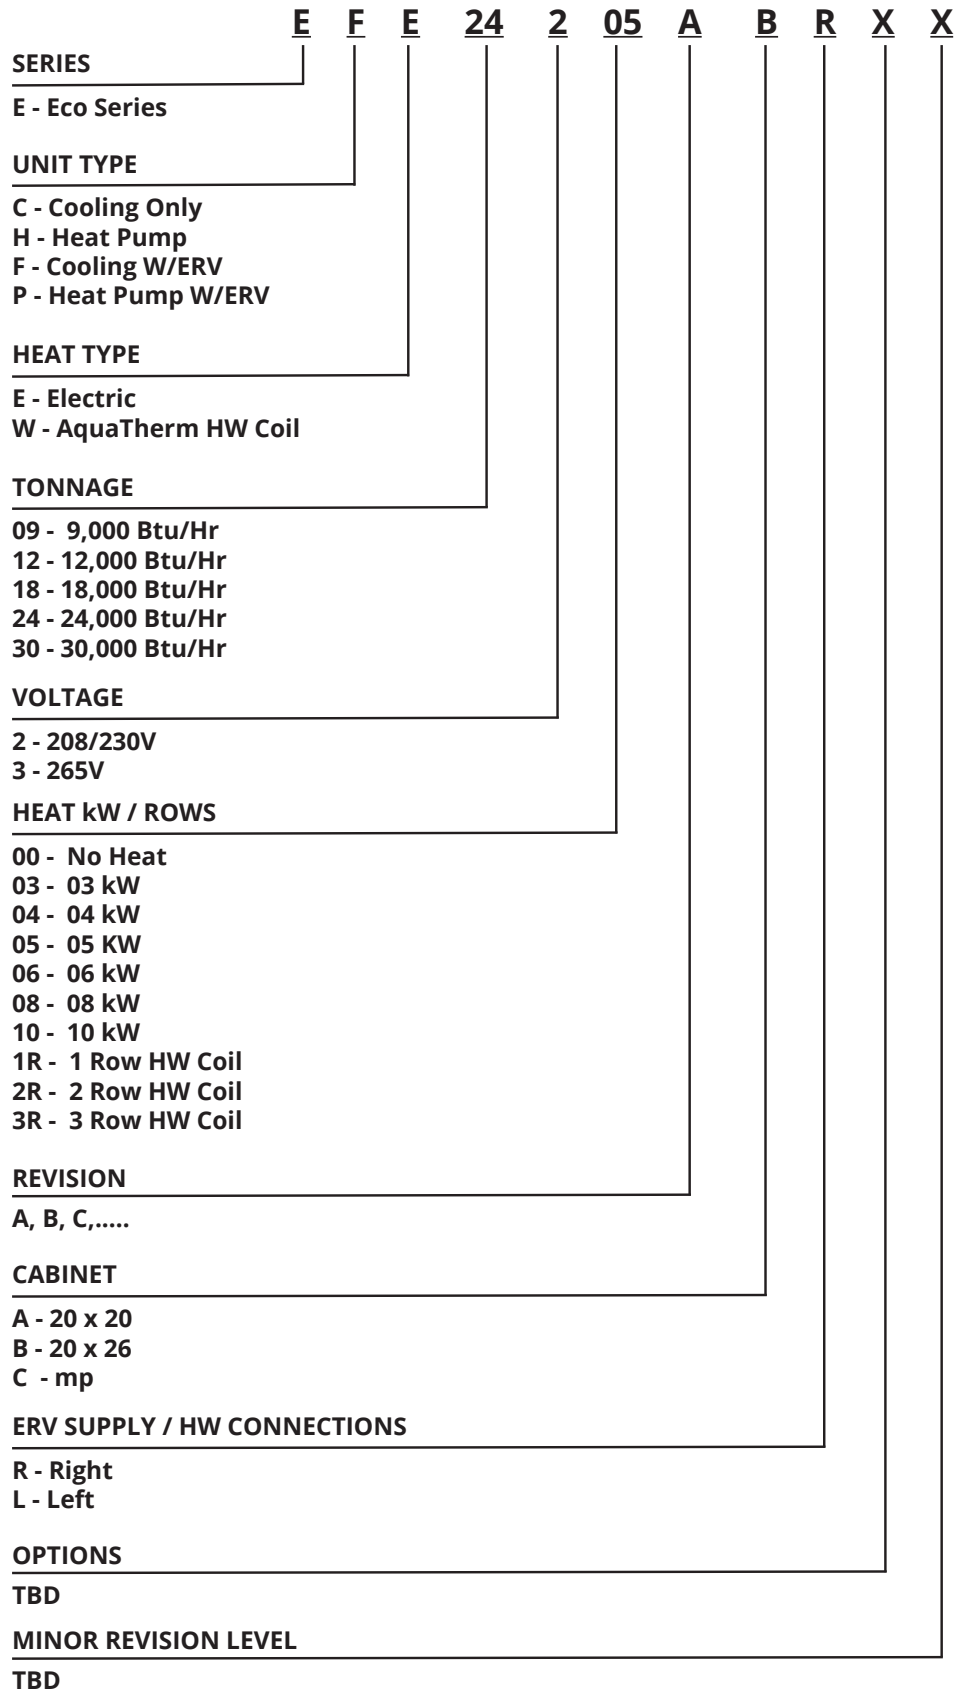 E F E 24 2 05 A B R X X
SERIES
E - Eco Series
UNIT TYPE
C - Cooling Only
H - Heat Pump
F - Cooling W/ERV
P - Heat Pump W/ERV
HEAT TYPE
E - Electric
W - AquaTherm HW Coil
TONNAGE
09 - 9,000 Btu/Hr
12 - 12,000 Btu/Hr
18 - 18,000 Btu/Hr
24 - 24,000 Btu/Hr
30 - 30,000 Btu/Hr
VOLTAGE
2 - 208/230V
3 - 265V
HEAT kW / ROWS
00 - No Heat
03 - 03 kW
04 - 04 kW
05 - 05 KW
06 - 06 kW
08 - 08 kW
10 - 10 kW
1R - 1 Row HW Coil
2R - 2 Row HW Coil
3R - 3 Row HW Coil
REVISION
A, B, C,.....
CABINET
A - 20 x 20
B - 20 x 26
C - mp
ERV SUPPLY / HW CONNECTIONS
R - Right
L - Left
OPTIONS
TBD
MINOR REVISION LEVEL
TBD